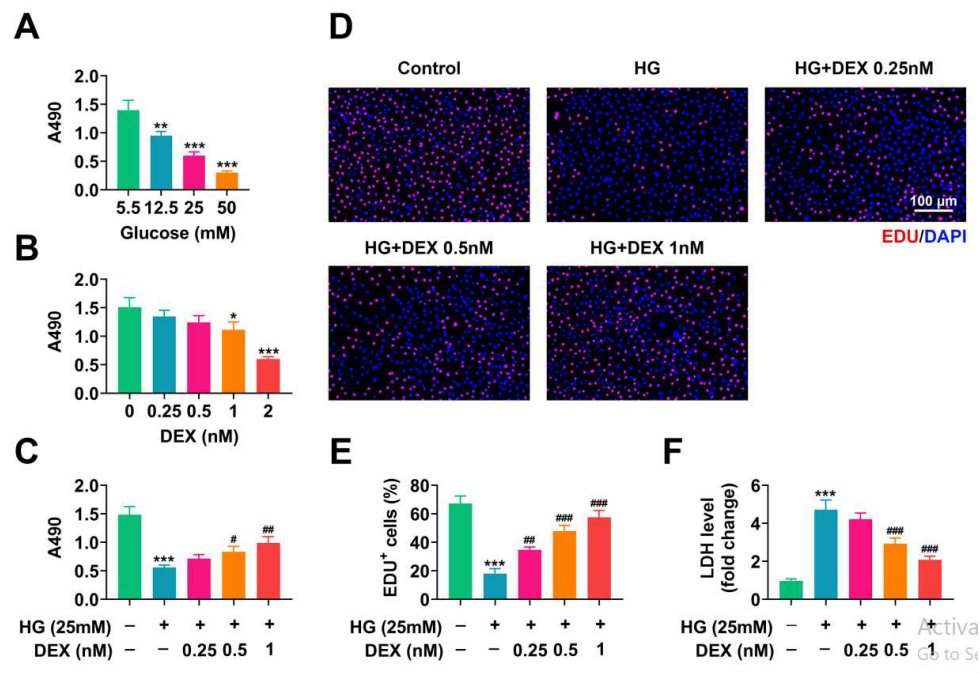 A
A490
2.0
1.5
1.0
0.5
0.0
** *** ***
5.5 12.5 25 50
Glucose (mM)
B
A490
2.0
1.5
1.0
0.5
0.0
* ***
0 0.25 0.5 1 2
DEX (nM)
C
A490
2.0
1.5
1.0
0.5
0.0
*** # ##
HG (25mM) – + + + +
DEX (nM) – – 0.25 0.5 1
D
Control HG HG+DEX 0.25nM
100 μm
EDU/DAPI
HG+DEX 0.5nM HG+DEX 1nM
E
EDU⁺ cells (%)
80
60
40
20
0
*** ## ### ###
HG (25mM) – + + + +
DEX (nM) – – 0.25 0.5 1
F
LDH level
(fold change)
6
4
2
0
*** ### ###
HG (25mM) – + + + +
DEX (nM) – – 0.25 0.5 1
Activa
Go to Se